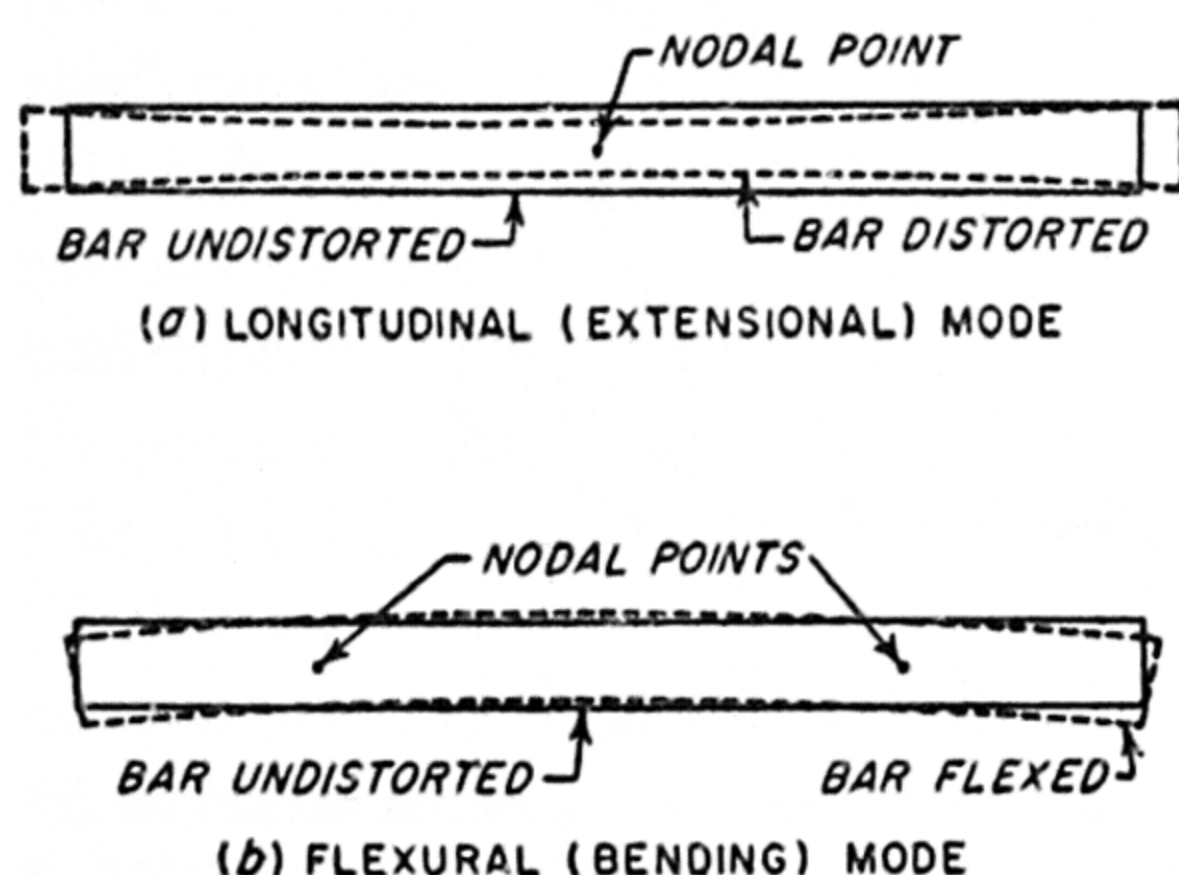 NODAL POINT
BAR UNDISTORTED
BAR DISTORTED
(a) LONGITUDINAL (EXTENSIONAL) MODE
NODAL POINTS
BAR UNDISTORTED
BAR FLEXED
(b) FLEXURAL (BENDING) MODE